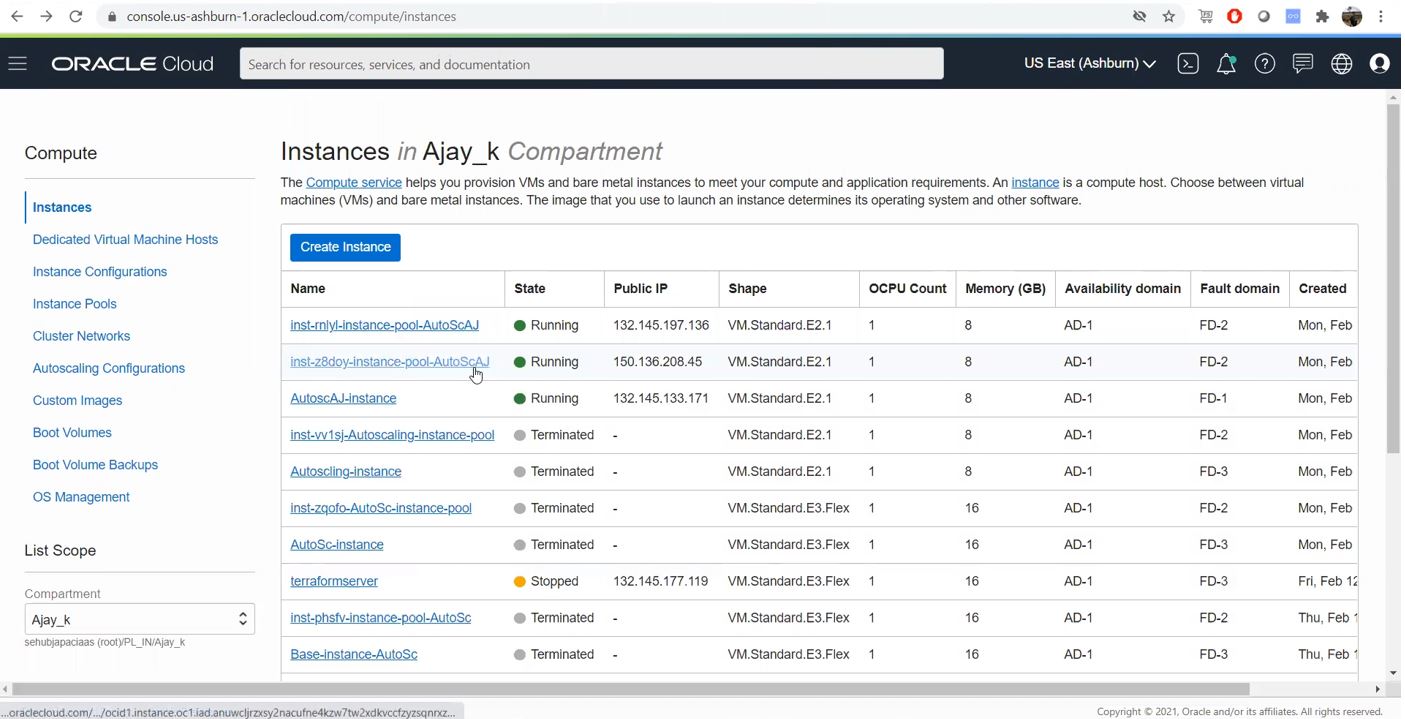 console.us-ashburn-1.oraclecloud.com/compute/instances
ORACLE Cloud
Search for resources, services, and documentation
US East (Ashburn)
Compute
Instances
Dedicated Virtual Machine Hosts
Instance Configurations
Instance Pools
Cluster Networks
Autoscaling Configurations
Custom Images
Boot Volumes
Boot Volume Backups
OS Management
List Scope
Compartment
Ajay_k
sehubjapaciaas (root)/PL_IN/Ajay_k
Instances in Ajay_k Compartment
The Compute service helps you provision VMs and bare metal instances to meet your compute and application requirements. An instance is a compute host. Choose between virtual
machines (VMs) and bare metal instances. The image that you use to launch an instance determines its operating system and other software.
Create Instance
Name State Public IP Shape OCPU Count Memory (GB) Availability domain Fault domain Created
inst-rnlyl-instance-pool-AutoScAJ Running 132.145.197.136 VM.Standard.E2.1 1 8 AD-1 FD-2 Mon, Feb
inst-z8doy-instance-pool-AutoScAJ Running 150.136.208.45 VM.Standard.E2.1 1 8 AD-1 FD-2 Mon, Feb
AutoscAJ-instance Running 132.145.133.171 VM.Standard.E2.1 1 8 AD-1 FD-1 Mon, Feb
inst-vv1sj-Autoscaling-instance-pool Terminated - VM.Standard.E2.1 1 8 AD-1 FD-2 Mon, Feb
Autoscling-instance Terminated - VM.Standard.E2.1 1 8 AD-1 FD-3 Mon, Feb
inst-zqofo-AutoSc-instance-pool Terminated - VM.Standard.E3.Flex 1 16 AD-1 FD-2 Mon, Feb
AutoSc-instance Terminated - VM.Standard.E3.Flex 1 16 AD-1 FD-3 Mon, Feb
terraformserver Stopped 132.145.177.119 VM.Standard.E3.Flex 1 16 AD-1 FD-3 Fri, Feb 12
inst-phsfv-instance-pool-AutoSc Terminated - VM.Standard.E3.Flex 1 16 AD-1 FD-2 Thu, Feb 1
Base-instance-AutoSc Terminated - VM.Standard.E3.Flex 1 16 AD-1 FD-3 Thu, Feb 1
...oraclecloud.com/.../ocid1.instance.oc1.iad.anuwcljrzxsy2nacufne4kzw7tw2xdkvccfzyzsqnrxz...
Copyright © 2021, Oracle and/or its affiliates. All rights reserved.